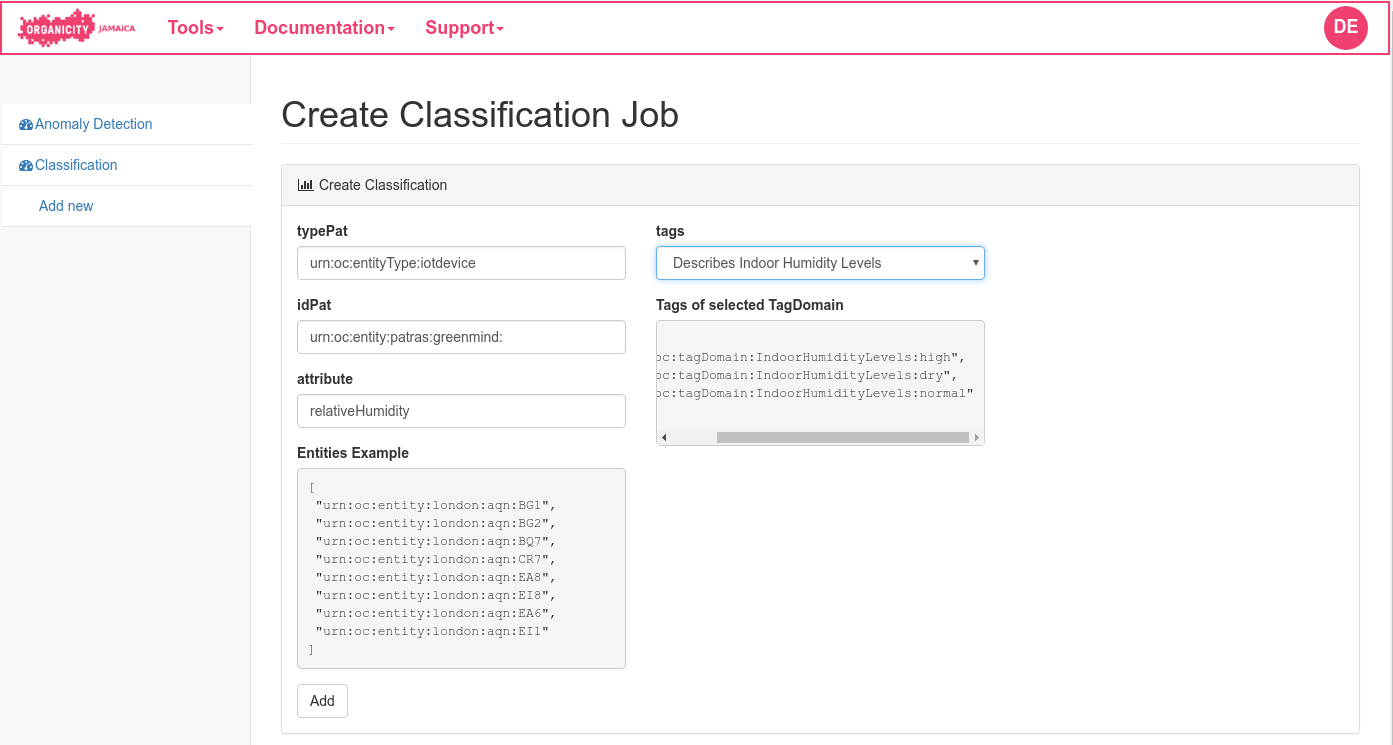 ORGANICITY JAMAiCA Tools Documentation Support DE
Anomaly Detection
Classification
Add new
Create Classification Job
Create Classification
typePat
urn:oc:entityType:iotdevice
idPat
urn:oc:entity:patras:greenmind:
attribute
relativeHumidity
Entities Example
[
"urn:oc:entity:london:aqn:BG1",
"urn:oc:entity:london:aqn:BG2",
"urn:oc:entity:london:aqn:BQ7",
"urn:oc:entity:london:aqn:CR7",
"urn:oc:entity:london:aqn:EA8",
"urn:oc:entity:london:aqn:EI8",
"urn:oc:entity:london:aqn:EA6",
"urn:oc:entity:london:aqn:EI1"
]
Add
tags
Describes Indoor Humidity Levels
Tags of selected TagDomain
oc:tagDomain:IndoorHumidityLevels:high",
oc:tagDomain:IndoorHumidityLevels:dry",
oc:tagDomain:IndoorHumidityLevels:normal"